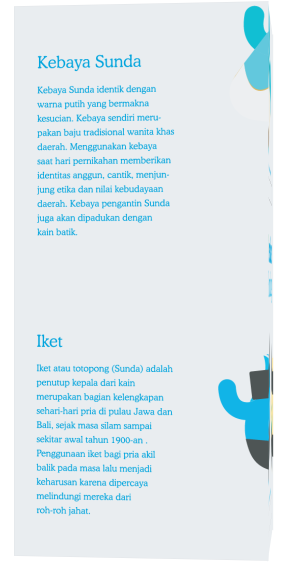 Kebaya Sunda
Kebaya Sunda identik dengan
warna putih yang bermakna
kesucian. Kebaya sendiri meru-
pakan baju tradisional wanita khas
daerah. Menggunakan kebaya
saat hari pernikahan memberikan
identitas anggun, cantik, menjun-
jung etika dan nilai kebudayaan
daerah. Kebaya pengantin Sunda
juga akan dipadukan dengan
kain batik.
Iket
Iket atau totopong (Sunda) adalah
penutup kepala dari kain
merupakan bagian kelengkapan
sehari-hari pria di pulau Jawa dan
Bali, sejak masa silam sampai
sekitar awal tahun 1900-an .
Penggunaan iket bagi pria akil
balik pada masa lalu menjadi
keharusan karena dipercaya
melindungi mereka dari
roh-roh jahat.